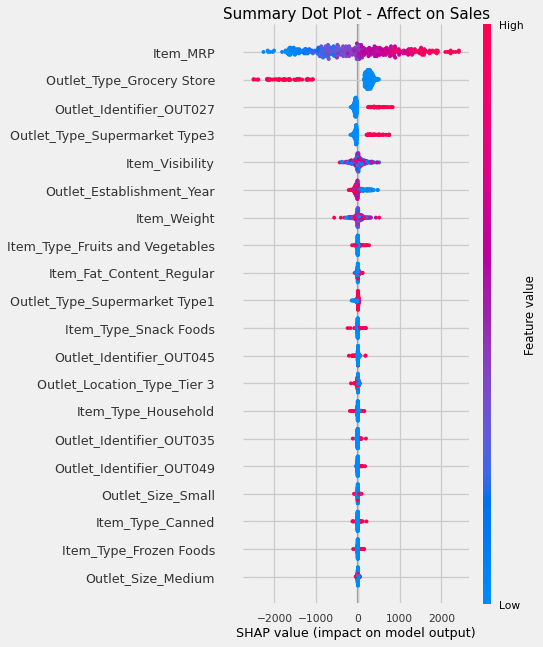 Summary Dot Plot - Affect on Sales
High
Item_MRP
Outlet_Type_Grocery Store
Outlet_Identifier_OUT027
Outlet_Type_Supermarket Type3
Item_Visibility
Outlet_Establishment_Year
Item_Weight
Item_Type_Fruits and Vegetables
Item_Fat_Content_Regular
Outlet_Type_Supermarket Type1
Item_Type_Snack Foods
Outlet_Identifier_OUT045
Outlet_Location_Type_Tier 3
Item_Type_Household
Outlet_Identifier_OUT035
Outlet_Identifier_OUT049
Outlet_Size_Small
Item_Type_Canned
Item_Type_Frozen Foods
Outlet_Size_Medium
Feature value
Low
−2000 −1000 0 1000 2000
SHAP value (impact on model output)